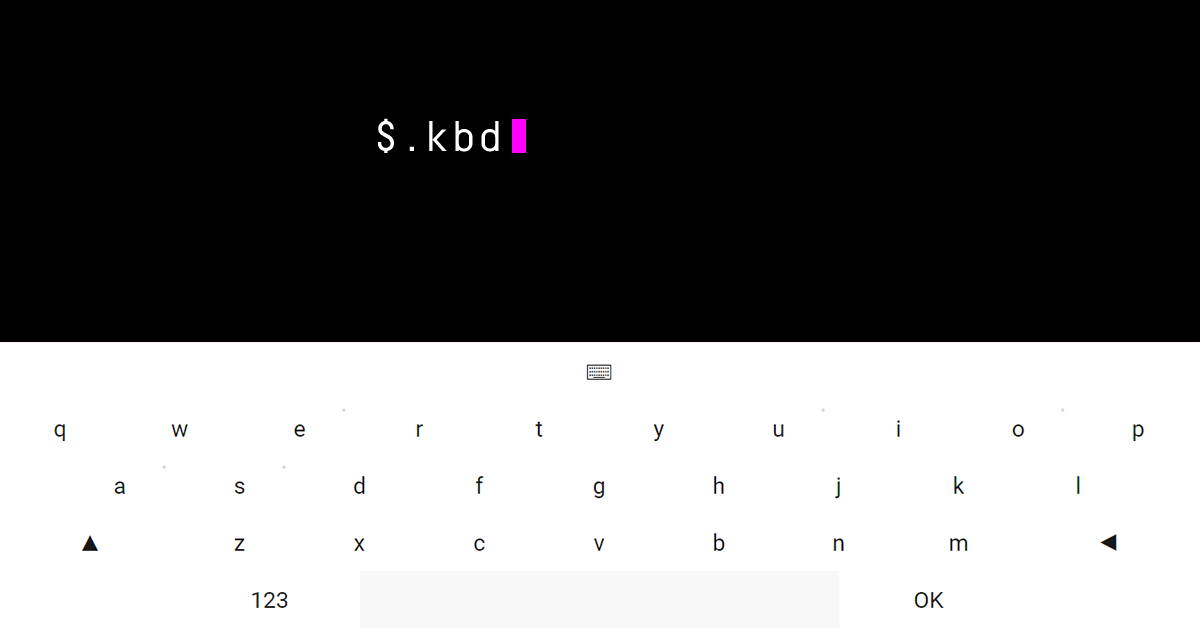 $.kbd
q w e r t y u i o p
a s d f g h j k l
▲ z x c v b n m ◀
123 OK